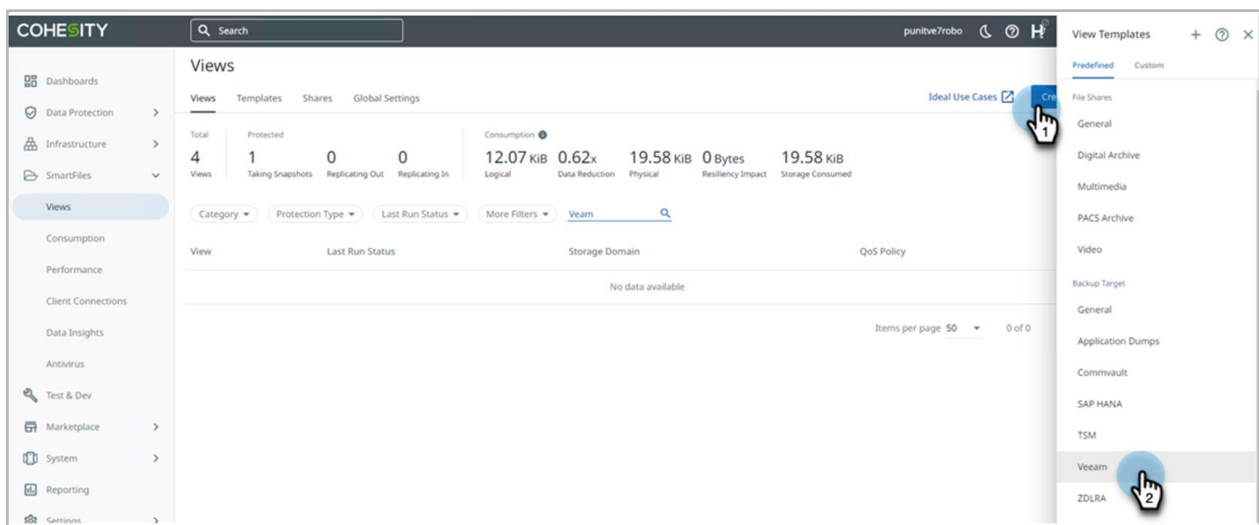 COHESITY
Search
punitve7robo
Dashboards
Data Protection
Infrastructure
SmartFiles
Views
Consumption
Performance
Client Connections
Data Insights
Antivirus
Test & Dev
Marketplace
System
Reporting
Settings
Views
Views Templates Shares Global Settings
Ideal Use Cases
Cre
1
Total Protected Consumption
4 1 0 0 12.07 KiB 0.62x 19.58 KiB 0 Bytes 19.58 KiB
Views Taking Snapshots Replicating Out Replicating In Logical Data Reduction Physical Resiliency Impact Storage Consumed
Category Protection Type Last Run Status More Filters Veam
View Last Run Status Storage Domain QoS Policy
No data available
Items per page 50 0 of 0
View Templates
Predefined Custom
File Shares
General
Digital Archive
Multimedia
PACS Archive
Video
Backup Target
General
Application Dumps
Commvault
SAP HANA
TSM
Veeam
2
ZDLRA